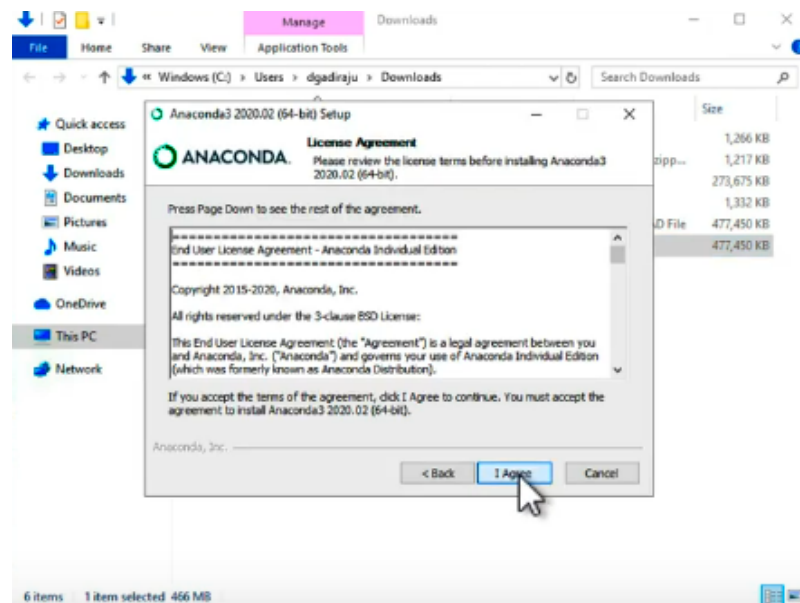 Manage
Downloads
File
Home
Share
View
Application Tools
« Windows (C:) › Users › dgadiraju › Downloads
Search Downloads
Quick access
Desktop
Downloads
Documents
Pictures
Music
Videos
OneDrive
This PC
Network
Size
1,266 KB
zipp... 1,217 KB
273,675 KB
1,332 KB
D File 477,450 KB
477,450 KB
Anaconda3 2020.02 (64-bit) Setup
ANACONDA.
License Agreement
Please review the license terms before installing Anaconda3
2020.02 (64-bit).
Press Page Down to see the rest of the agreement.
End User License Agreement - Anaconda Individual Edition
Copyright 2015-2020, Anaconda, Inc.
All rights reserved under the 3-clause BSD License:
This End User License Agreement (the "Agreement") is a legal agreement between you
and Anaconda, Inc. ("Anaconda") and governs your use of Anaconda Individual Edition
(which was formerly known as Anaconda Distribution).
If you accept the terms of the agreement, click I Agree to continue. You must accept the
agreement to install Anaconda3 2020.02 (64-bit).
Anaconda, Inc.
< Back
I Agree
Cancel
6 items
1 item selected 466 MB